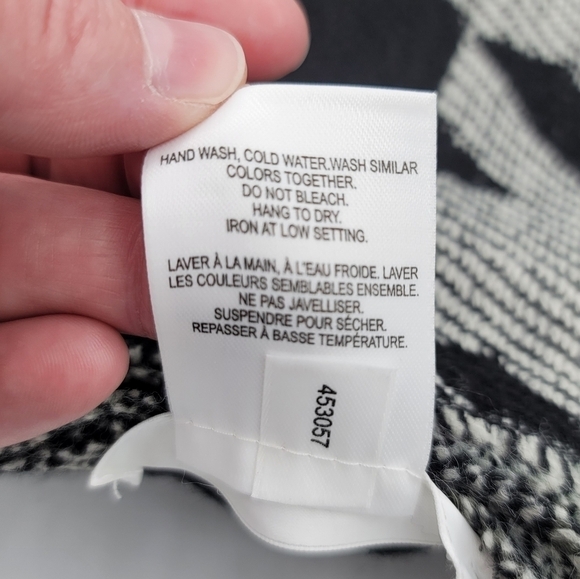 HAND WASH, COLD WATER.WASH SIMILAR
COLORS TOGETHER.
DO NOT BLEACH.
HANG TO DRY.
IRON AT LOW SETTING.
LAVER À LA MAIN, À L'EAU FROIDE. LAVER
LES COULEURS SEMBLABLES ENSEMBLE.
NE PAS JAVELLISER.
SUSPENDRE POUR SÉCHER.
REPASSER À BASSE TEMPÉRATURE.
453057